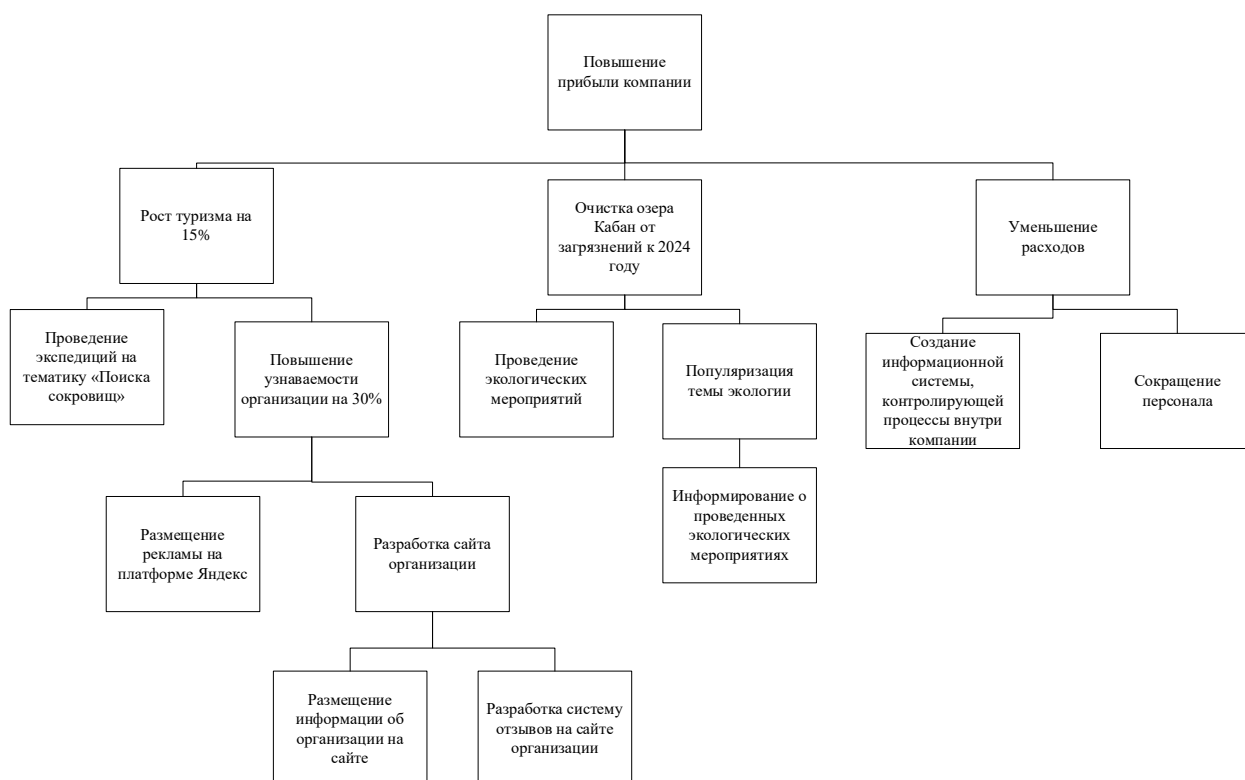 Повышение
прибыли компании
Рост туризма на
15%
Очистка озера
Кабан от
загрязнений к 2024
году
Уменьшение
расходов
Проведение
экспедиций на
тематику «Поиска
сокровищ»
Повышение
узнаваемости
организации на 30%
Проведение
экологических
мероприятий
Популяризация
темы экологии
Создание
информационной
системы,
контролирующей
процессы внутри
компании
Сокращение
персонала
Размещение
рекламы на
платформе Яндекс
Разработка сайта
организации
Информирование о
проведенных
экологических
мероприятиях
Размещение
информации об
организации на
сайте
Разработка систему
отзывов на сайте
организации